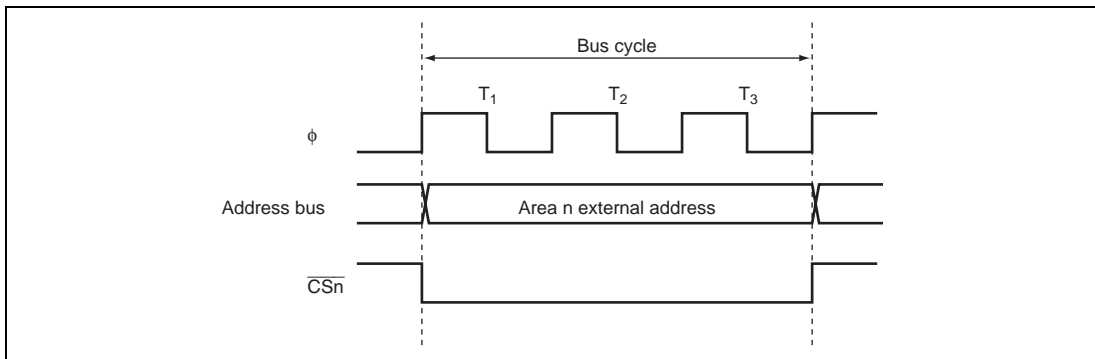 Bus cycle
T1 T2 T3
ϕ
Address bus Area n external address
CSn